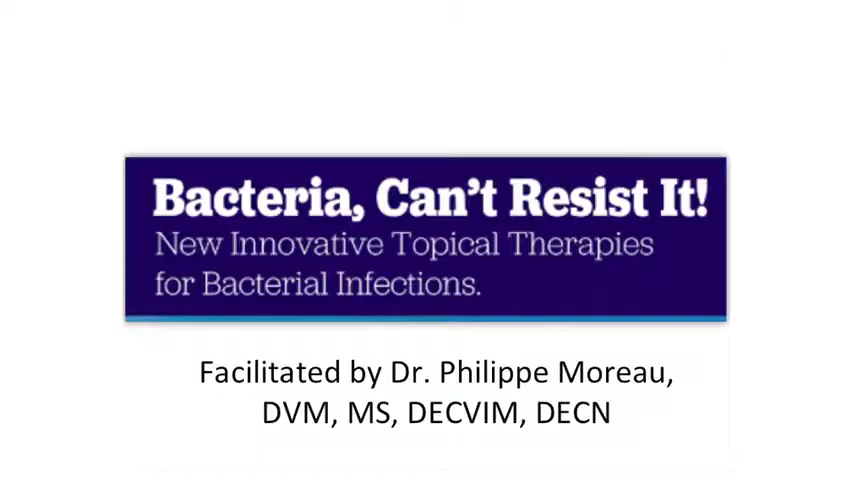 Bacteria, Can't Resist It!
New Innovative Topical Therapies
for Bacterial Infections.
Facilitated by Dr. Philippe Moreau,
DVM, MS, DECVIM, DECN